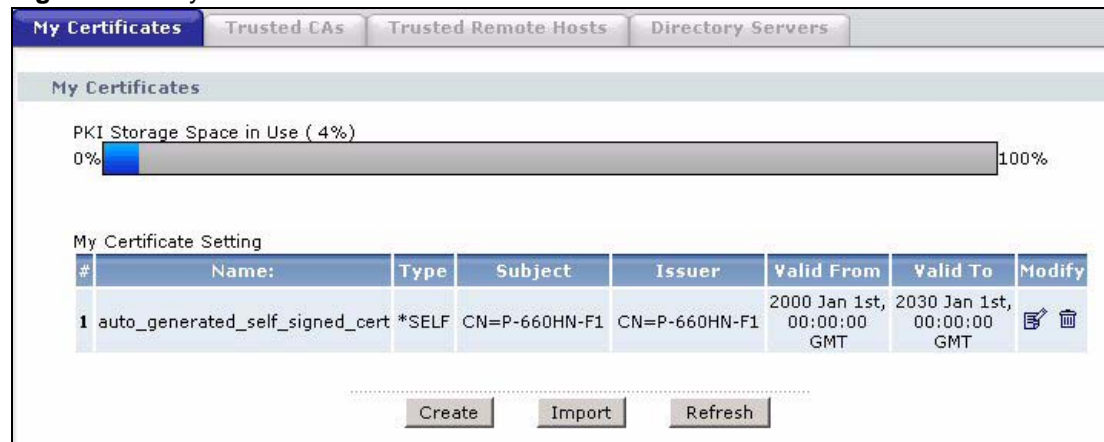 My Certificates Trusted CAs Trusted Remote Hosts Directory Servers
My Certificates
PKI Storage Space in Use ( 4%)
0% 100%
My Certificate Setting
# Name: Type Subject Issuer Valid From Valid To Modify
1 auto_generated_self_signed_cert *SELF CN=P-660HN-F1 CN=P-660HN-F1 2000 Jan 1st, 00:00:00 GMT 2030 Jan 1st, 00:00:00 GMT
Create Import Refresh